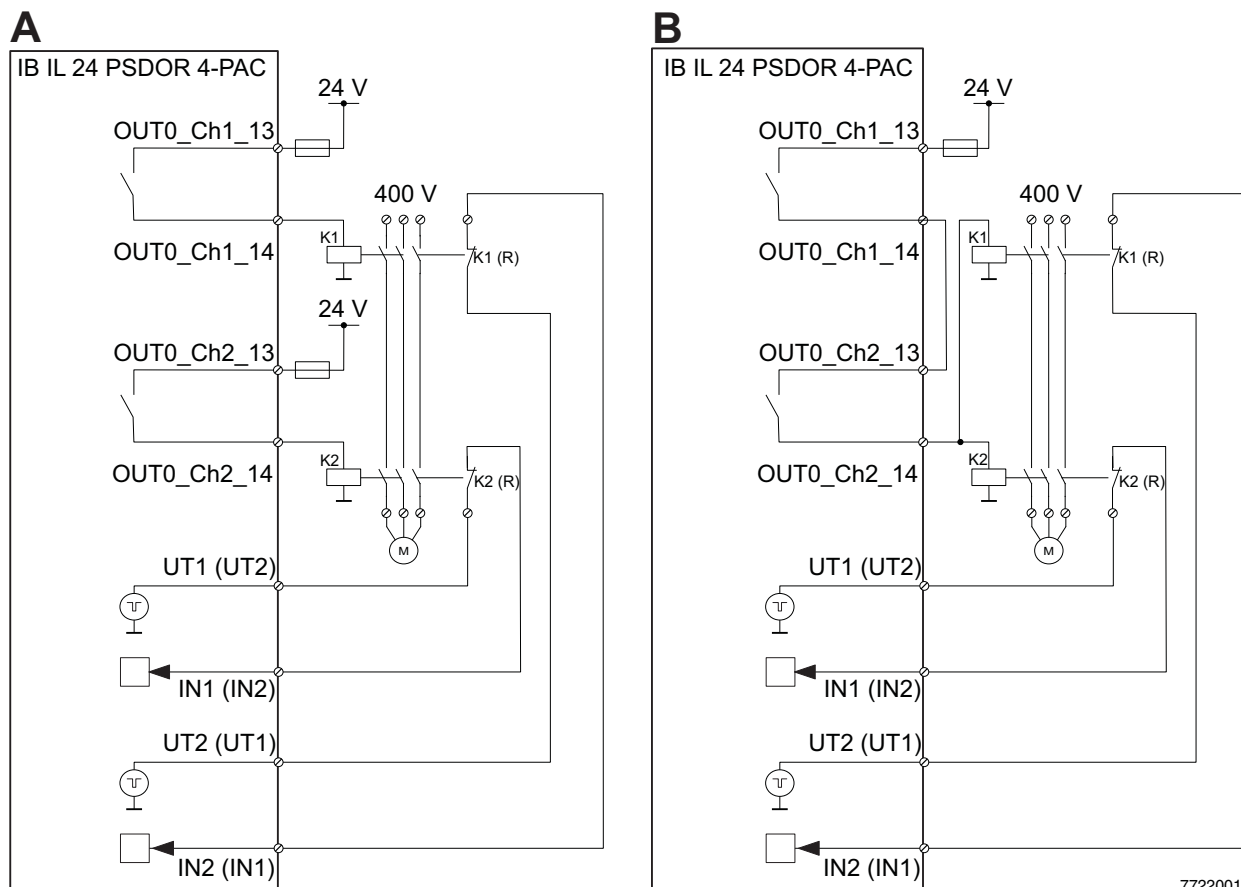 A
IB IL 24 PSDOR 4-PAC
24 V
OUT0_Ch1_13
400 V
K1
K1 (R)
OUT0_Ch1_14
24 V
OUT0_Ch2_13
K2
K2 (R)
OUT0_Ch2_14
M
UT1 (UT2)
IN1 (IN2)
UT2 (UT1)
IN2 (IN1)
B
IB IL 24 PSDOR 4-PAC
24 V
OUT0_Ch1_13
400 V
K1
K1 (R)
OUT0_Ch1_14
OUT0_Ch2_13
K2
K2 (R)
OUT0_Ch2_14
M
UT1 (UT2)
IN1 (IN2)
UT2 (UT1)
IN2 (IN1)
7722001